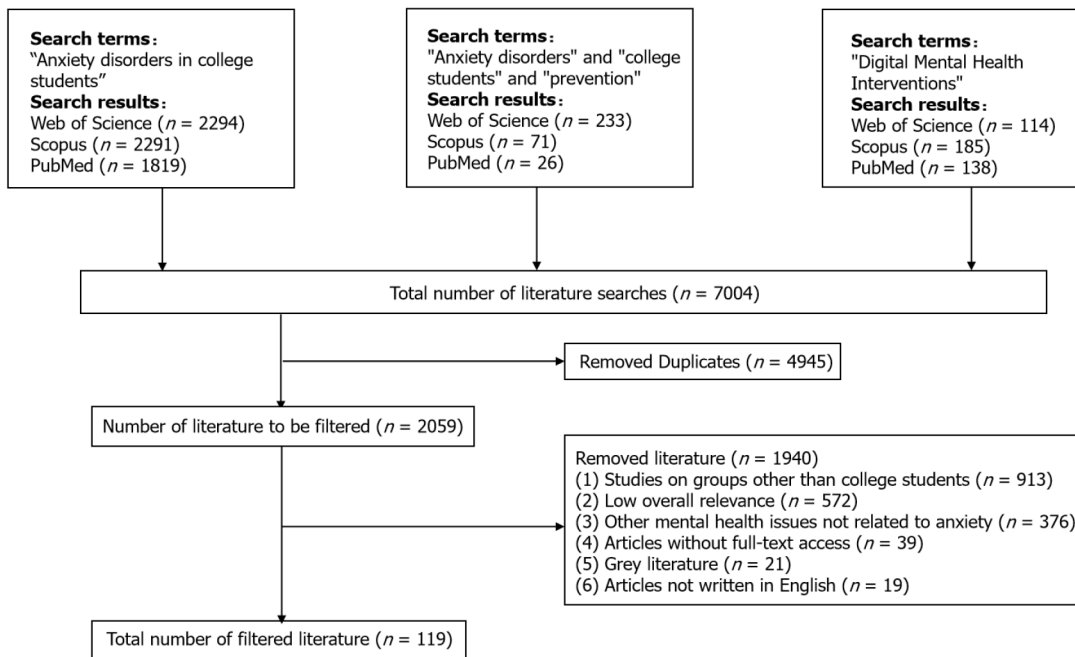 Search terms：
“Anxiety disorders in college
students”
Search results：
Web of Science (n = 2294)
Scopus (n = 2291)
PubMed (n = 1819)
Search terms：
"Anxiety disorders" and "college
students" and "prevention"
Search results：
Web of Science (n = 233)
Scopus (n = 71)
PubMed (n = 26)
Search terms：
"Digital Mental Health
Interventions"
Search results：
Web of Science (n = 114)
Scopus (n = 185)
PubMed (n = 138)
Total number of literature searches (n = 7004)
Removed Duplicates (n = 4945)
Number of literature to be filtered (n = 2059)
Removed literature (n = 1940)
(1) Studies on groups other than college students (n = 913)
(2) Low overall relevance (n = 572)
(3) Other mental health issues not related to anxiety (n = 376)
(4) Articles without full-text access (n = 39)
(5) Grey literature (n = 21)
(6) Articles not written in English (n = 19)
Total number of filtered literature (n = 119)